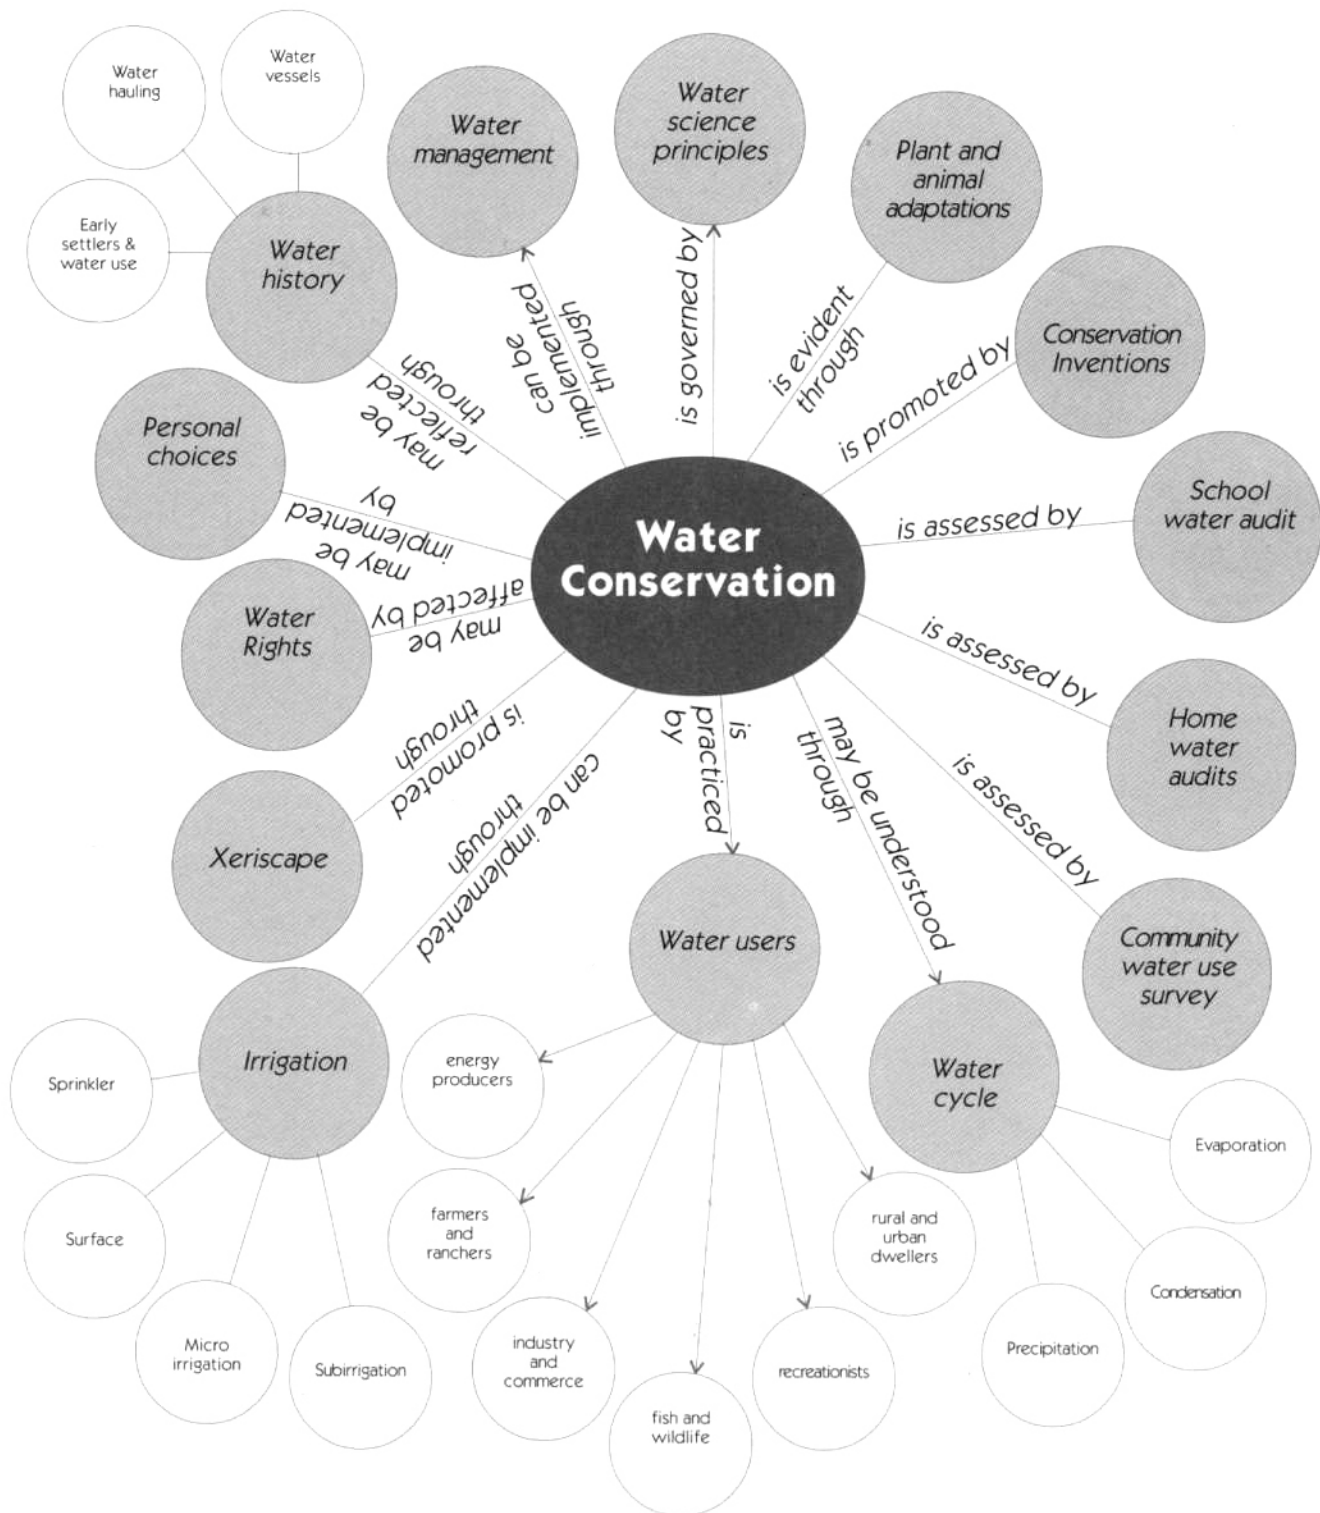 Water
Conservation
can be
implemented
through
Water
management
is governed by
Water
science
principles
is evident
through
Plant and
animal
adaptations
is promoted by
Conservation
Inventions
is assessed by
School
water audit
is assessed by
Home
water
audits
is assessed by
Community
water use
survey
may be understood
through
Water
cycle
Evaporation
Condensation
Precipitation
is
practiced
by
Water users
rural and
urban
dwellers
recreationists
fish and
wildlife
industry
and
commerce
farmers
and
ranchers
energy
producers
can be implemented
through
Irrigation
Subirrigation
Micro
irrigation
Surface
Sprinkler
is promoted
through
Xeriscape
may be
affected by
Water
Rights
may be
implemented
by
Personal
choices
may be
reflected
through
Water
history
Early
settlers &
water use
Water
hauling
Water
vessels